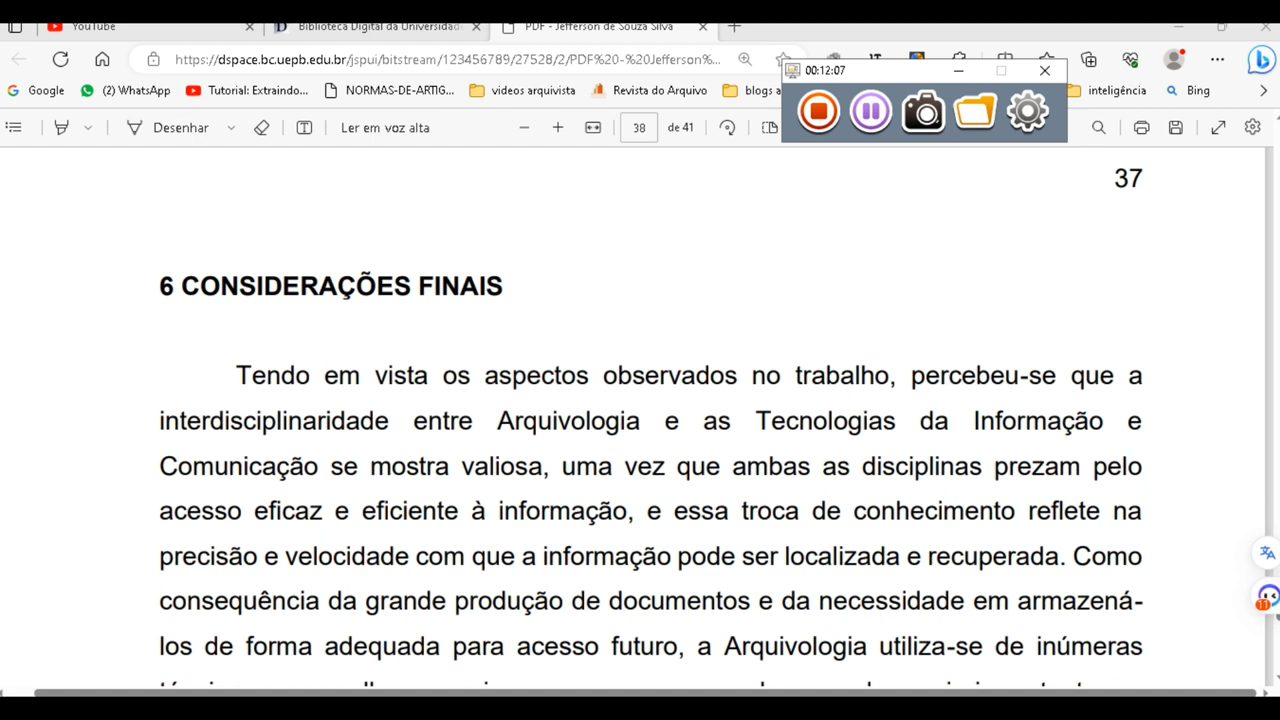 YouTube
Biblioteca Digital da Universidade
PDF - Jefferson de Souza Silva
https://dspace.bc.uepb.edu.br/jspui/bitstream/123456789/27528/2/PDF%20-%20Jefferson%...
00:12:07
Google
(2) WhatsApp
Tutorial: Extraindo...
NORMAS-DE-ARTIG...
videos arquivista
Revista do Arquivo
blogs a
inteligência
Bing
Desenhar
Ler em voz alta
38
de 41
37
6 CONSIDERAÇÕES FINAIS
Tendo em vista os aspectos observados no trabalho, percebeu-se que a
interdisciplinaridade entre Arquivologia e as Tecnologias da Informação e
Comunicação se mostra valiosa, uma vez que ambas as disciplinas prezam pelo
acesso eficaz e eficiente à informação, e essa troca de conhecimento reflete na
precisão e velocidade com que a informação pode ser localizada e recuperada. Como
consequência da grande produção de documentos e da necessidade em armazená-
los de forma adequada para acesso futuro, a Arquivologia utiliza-se de inúmeras
11